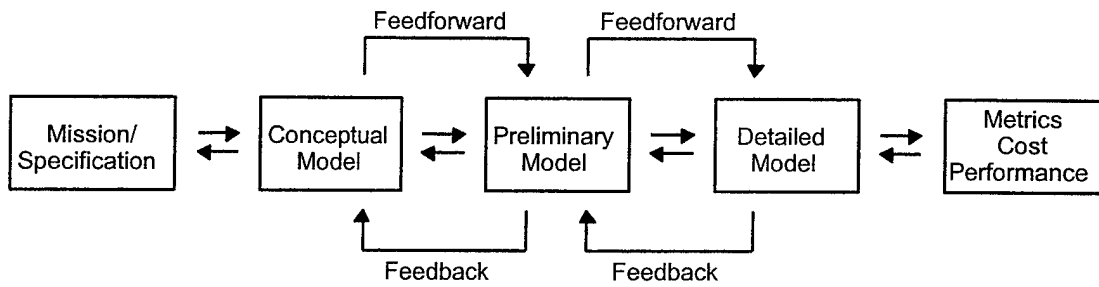 Feedforward
Feedforward
Mission/
Specification
Conceptual
Model
Preliminary
Model
Detailed
Model
Metrics
Cost
Performance
Feedback
Feedback